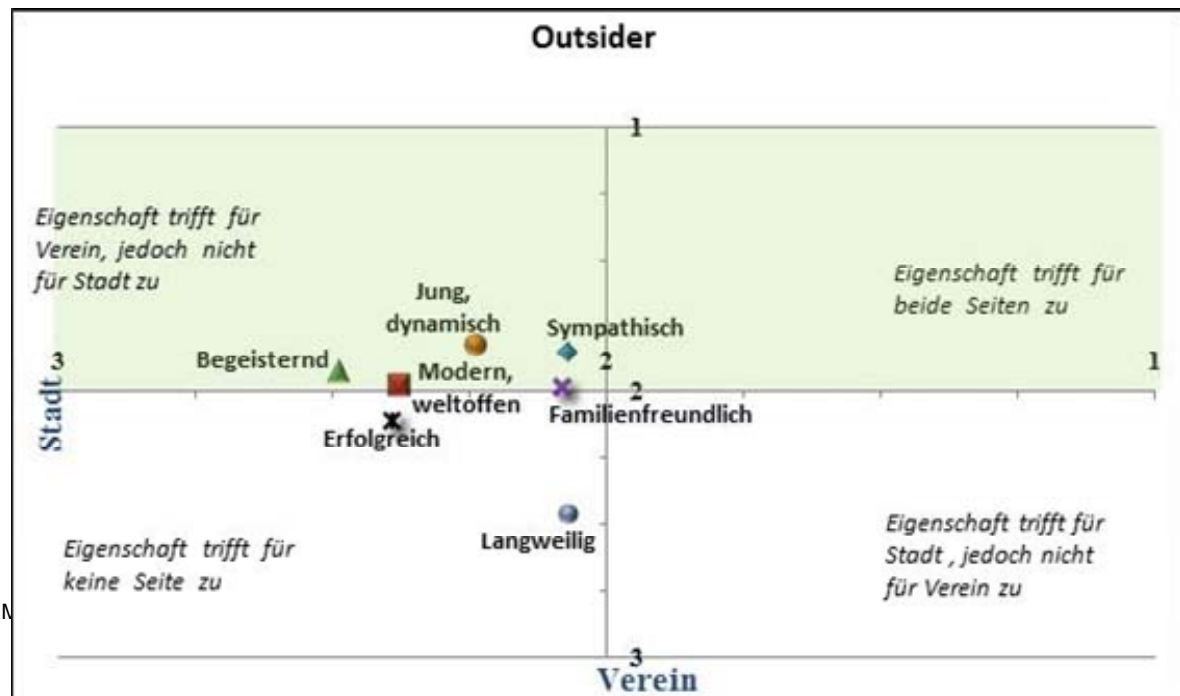 Outsider
1
Eigenschaft trifft für
Verein, jedoch nicht
für Stadt zu
Eigenschaft trifft für
beide Seiten zu
Jung,
dynamisch
Sympathisch
Begeisternd
3
2
1
Modern,
weltoffen
2
Familienfreundlich
Stadt
Erfolgreich
Langweilig
Eigenschaft trifft für
keine Seite zu
Eigenschaft trifft für
Stadt , jedoch nicht
für Verein zu
3
Verein